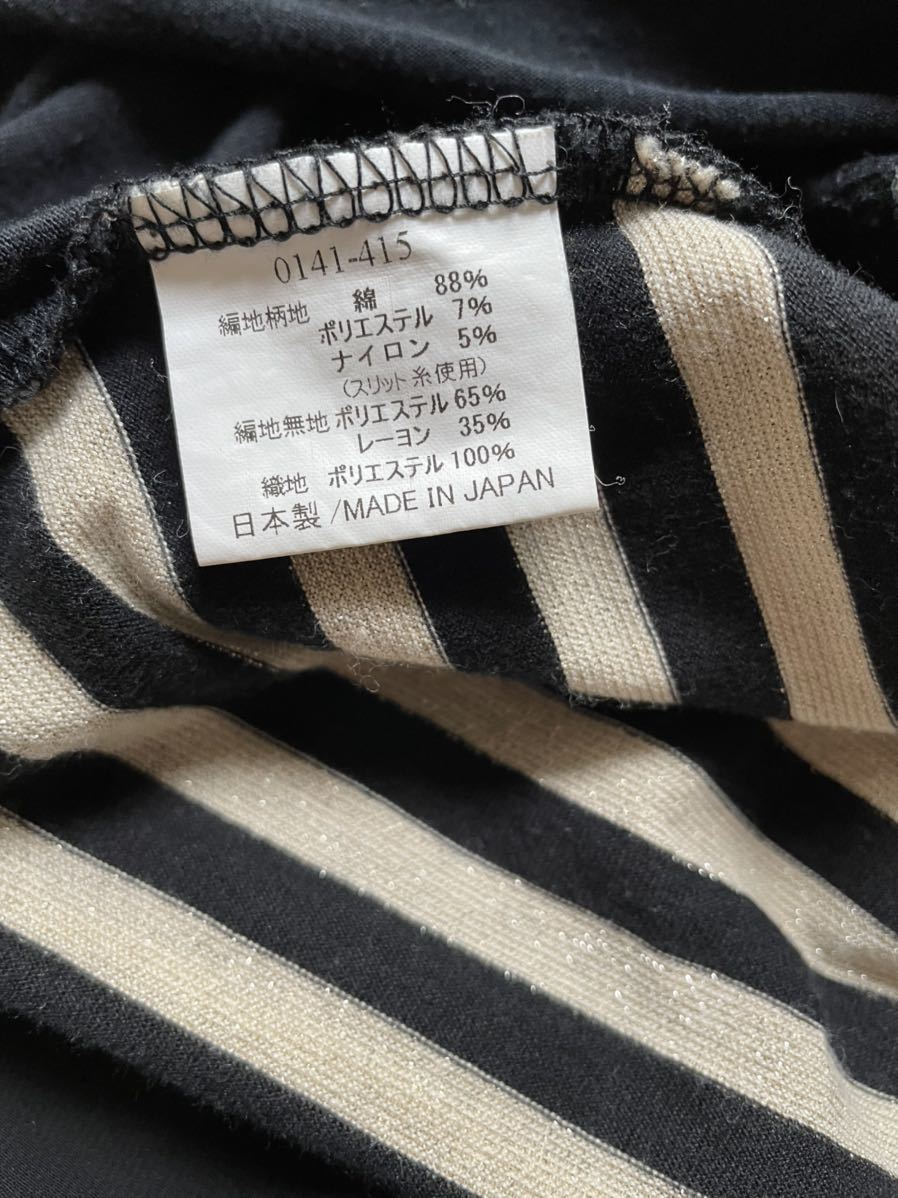 0141-415
編地柄地 綿 88%
ポリエステル 7%
ナイロン 5%
(スリット糸使用)
編地無地 ポリエステル 65%
レーヨン 35%
織地 ポリエステル 100%
日本製/MADE IN JAPAN